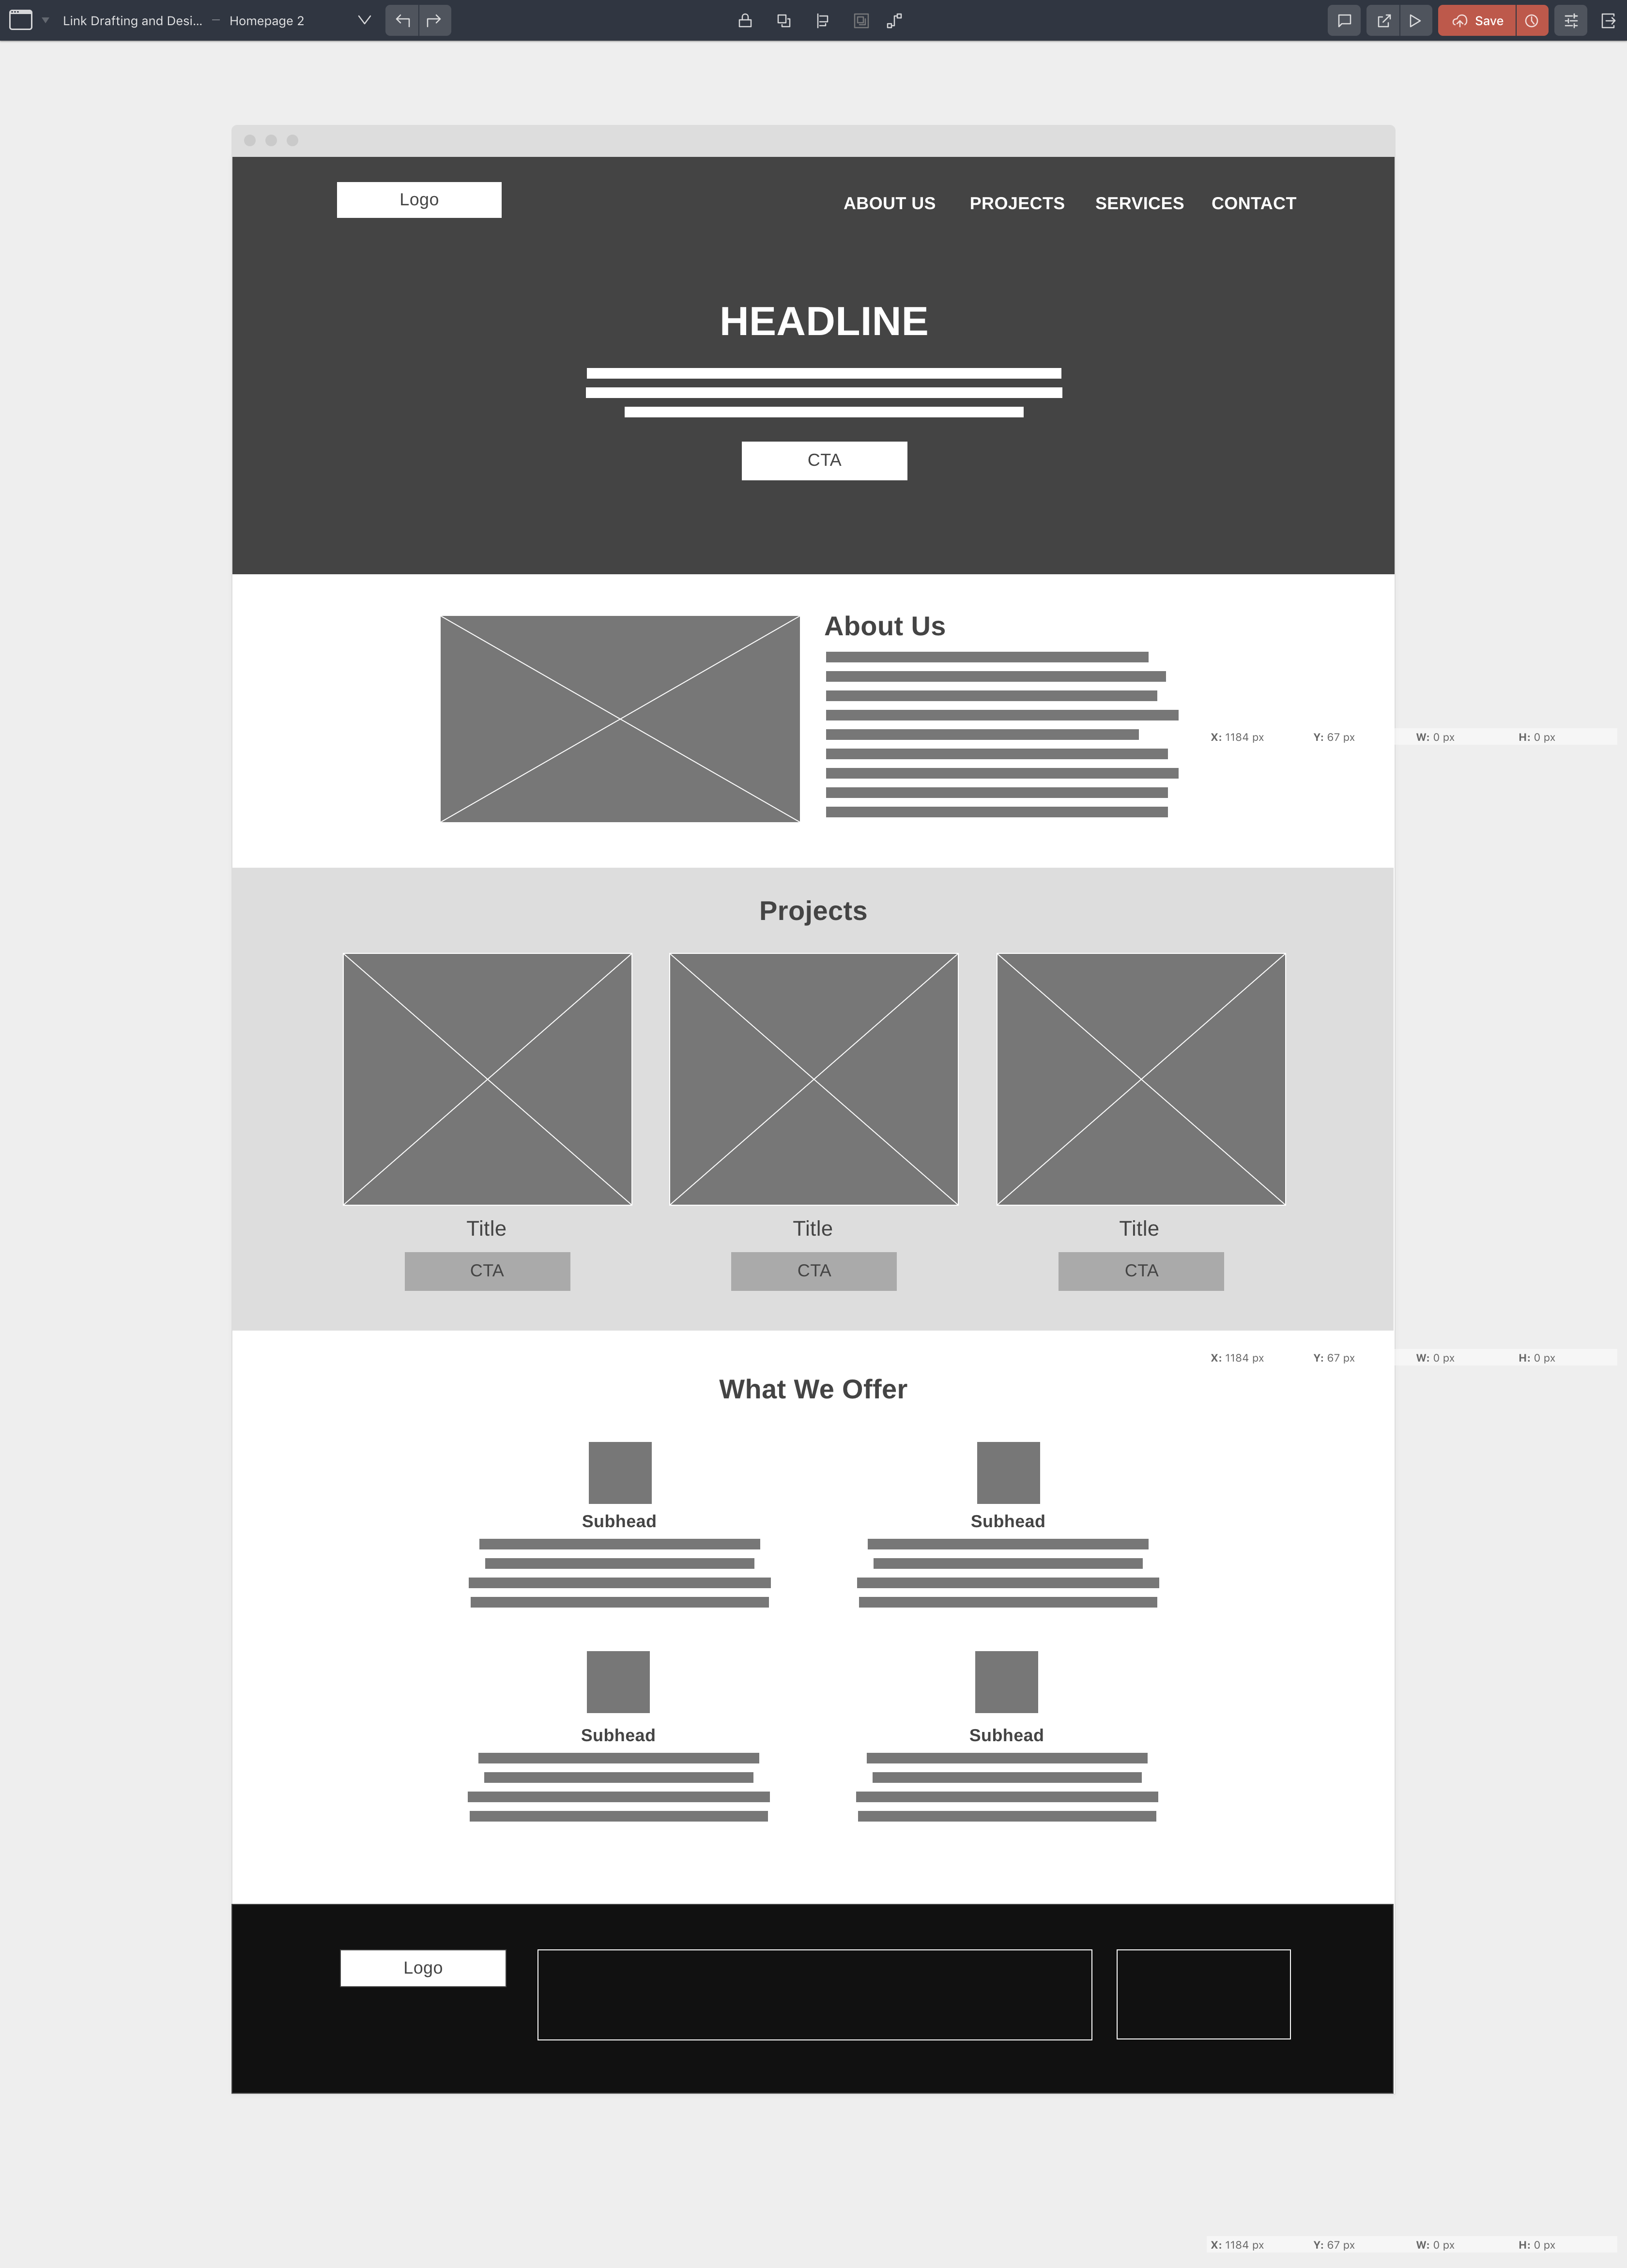 Link Drafting and Desi... — Homepage 2 Save
Logo ABOUT US PROJECTS SERVICES CONTACT
HEADLINE
CTA
About Us
X: 1184 px Y: 67 px W: 0 px H: 0 px
Projects
Title Title Title
CTA CTA CTA
X: 1184 px Y: 67 px W: 0 px H: 0 px
What We Offer
Subhead Subhead
Subhead Subhead
Logo
X: 1184 px Y: 67 px W: 0 px H: 0 px